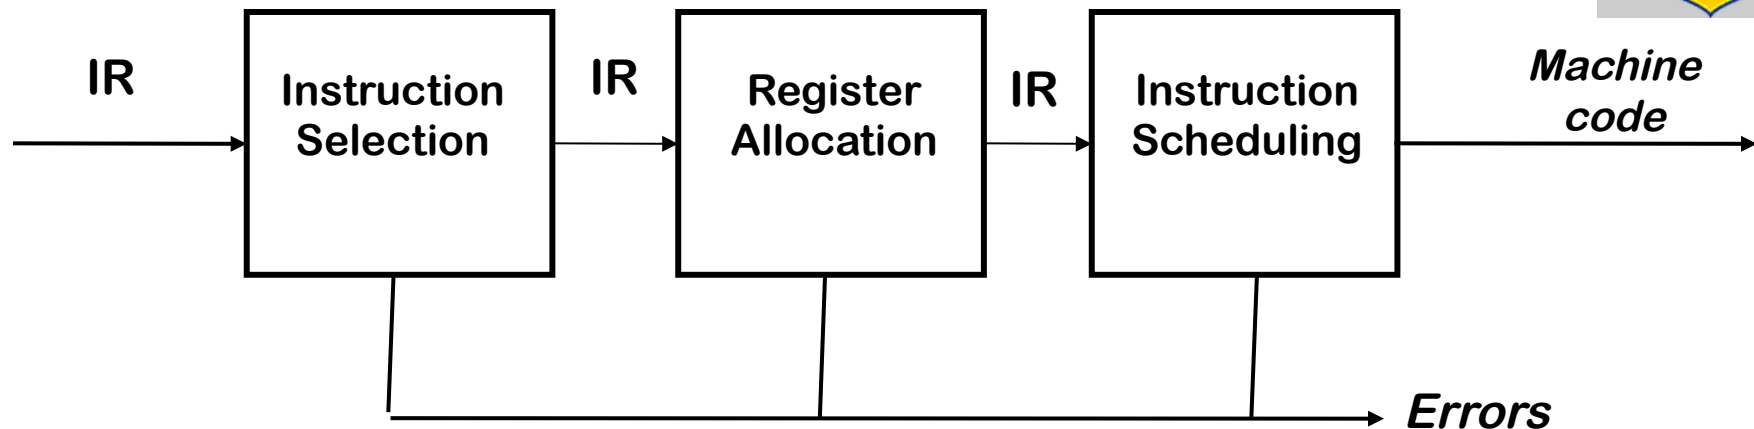 IR
Instruction
Selection
IR
Register
Allocation
IR
Instruction
Scheduling
Machine
code
Errors